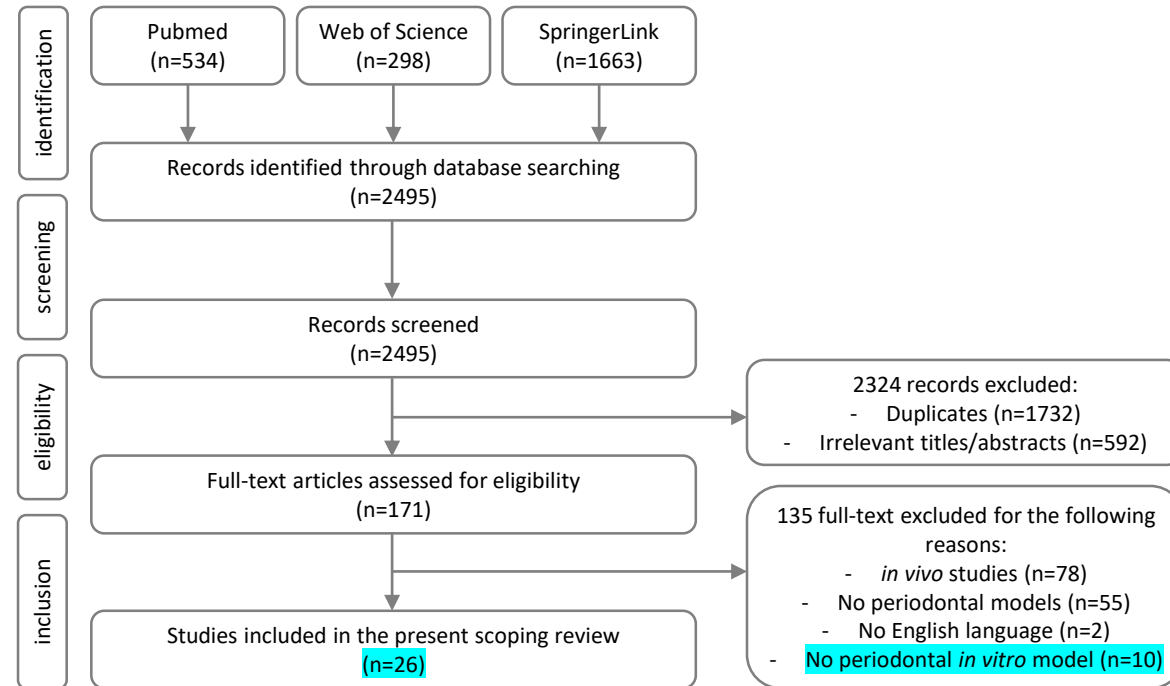 identification
Pubmed
(n=534)
Web of Science
(n=298)
SpringerLink
(n=1663)
Records identified through database searching
(n=2495)
screening
Records screened
(n=2495)
eligibility
2324 records excluded:
- Duplicates (n=1732)
- Irrelevant titles/abstracts (n=592)
Full-text articles assessed for eligibility
(n=171)
inclusion
135 full-text excluded for the following
reasons:
- in vivo studies (n=78)
- No periodontal models (n=55)
- No English language (n=2)
- No periodontal in vitro model (n=10)
Studies included in the present scoping review
(n=26)